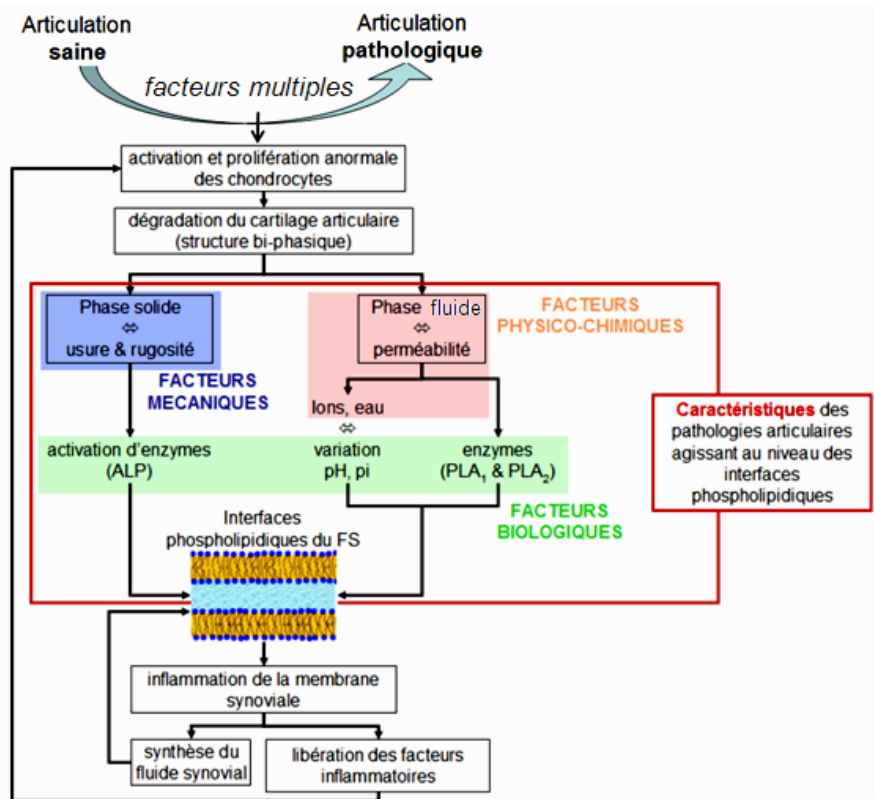 Articulation
saine
Articulation
pathologique
facteurs multiples
activation et prolifération anormale
des chondrocytes
dégradation du cartilage articulaire
(structure bi-phasique)
Phase solide
⇔
usure & rugosité
Phase fluide
⇔
perméabilité
FACTEURS
PHYSICO-CHIMIQUES
FACTEURS
MECANIQUES
Ions, eau
⇔
activation d'enzymes
(ALP)
variation
pH, pi
enzymes
(PLA₁ & PLA₂)
FACTEURS
BIOLOGIQUES
Caractéristiques des
pathologies articulaires
agissant au niveau des
interfaces
phospholipidiques
Interfaces
phospholipidiques du FS
inflammation de la membrane
synoviale
synthèse du
fluide synovial
libération des facteurs
inflammatoires